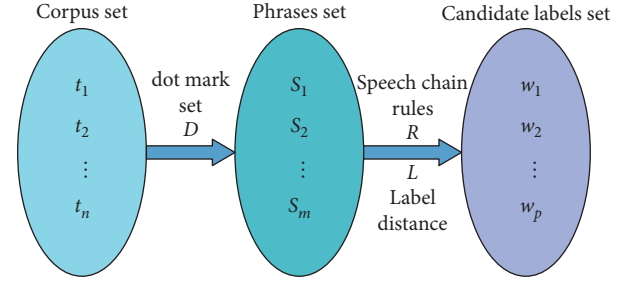 Corpus set
Phrases set
Candidate labels set
t₁
t₂
⋮
tₙ
dot mark
set
D
S₁
S₂
⋮
Sₘ
Speech chain
rules
R
L
Label
distance
w₁
w₂
⋮
wₚ